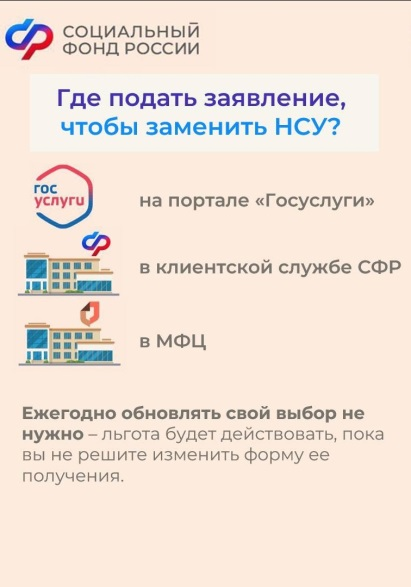 СОЦИАЛЬНЫЙ
ФОНД РОССИИ
Где подать заявление,
чтобы заменить НСУ?
гос
услуги
на портале «Госуслуги»
в клиентской службе СФР
в МФЦ
Ежегодно обновлять свой выбор не
нужно – льгота будет действовать, пока
вы не решите изменить форму ее
получения.